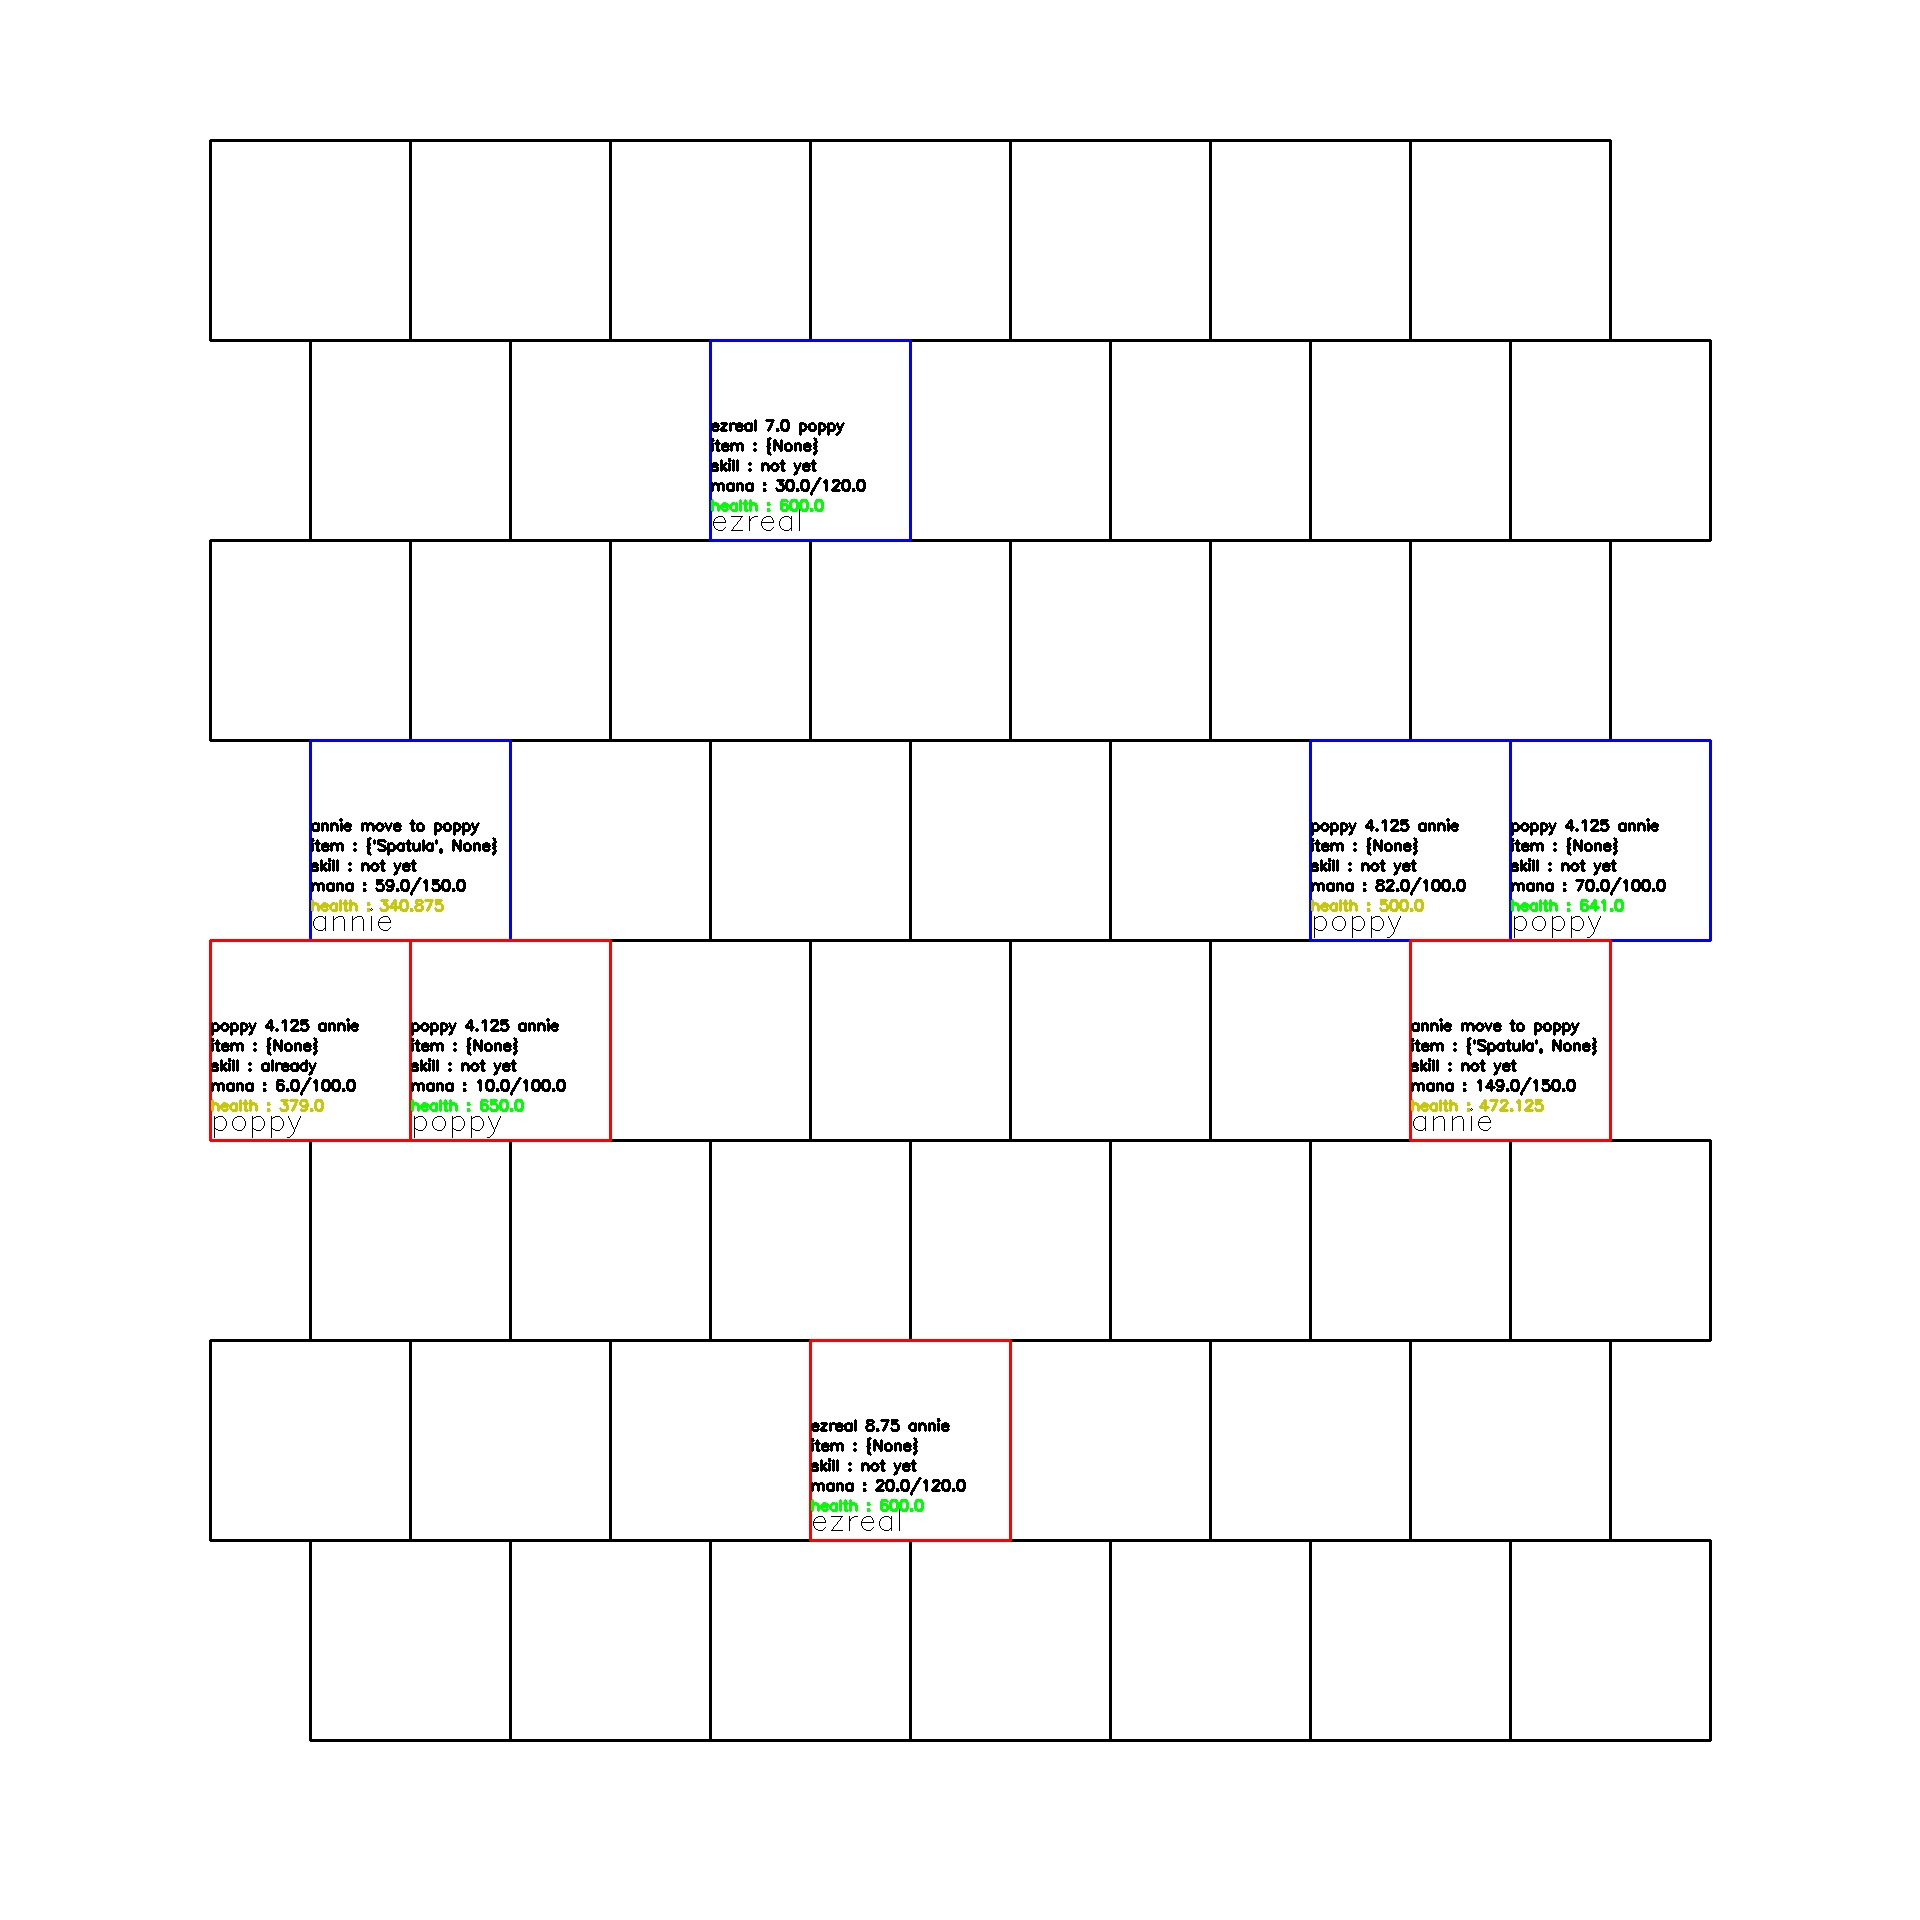 ezreal 7.0 poppy
item : {None}
skill : not yet
mana : 30.0/120.0
health : 600.0
ezreal
annie move to poppy
item : {'Spatula', None}
skill : not yet
mana : 59.0/150.0
health : 340.875
annie
poppy 4.125 annie
item : {None}
skill : not yet
mana : 82.0/100.0
health : 500.0
poppy
poppy 4.125 annie
item : {None}
skill : not yet
mana : 70.0/100.0
health : 641.0
poppy
poppy 4.125 annie
item : {None}
skill : already
mana : 6.0/100.0
health : 379.0
poppy
poppy 4.125 annie
item : {None}
skill : not yet
mana : 10.0/100.0
health : 650.0
poppy
annie move to poppy
item : {'Spatula', None}
skill : not yet
mana : 149.0/150.0
health : 472.125
annie
ezreal 8.75 annie
item : {None}
skill : not yet
mana : 20.0/120.0
health : 600.0
ezreal